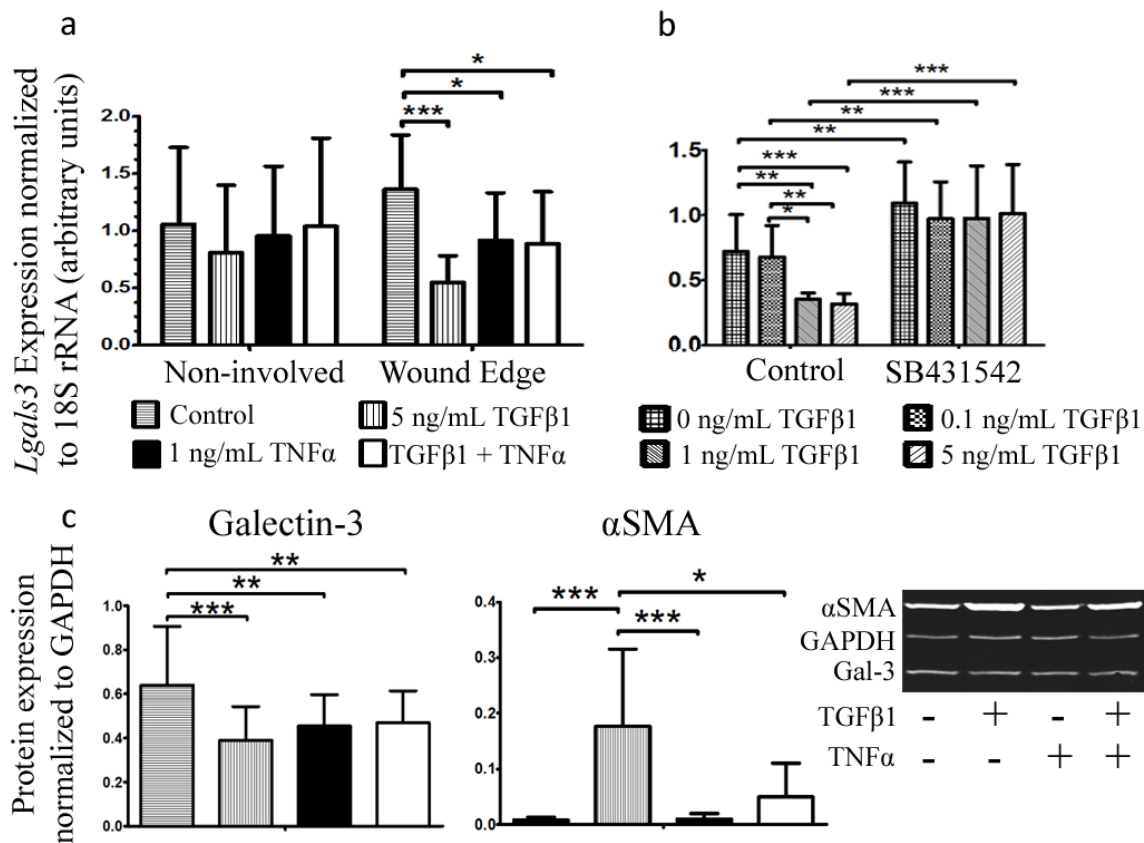 a
b
Lgals3 Expression normalized
to 18S rRNA (arbitrary units)
*
*
***
2.0
1.5
1.0
0.5
0.0
Non-involved
Wound Edge
Control
5 ng/mL TGFβ1
1 ng/mL TNFα
TGFβ1 + TNFα
***
***
**
**
***
**
**
*
1.5
1.0
0.5
0.0
Control
SB431542
0 ng/mL TGFβ1
0.1 ng/mL TGFβ1
1 ng/mL TGFβ1
5 ng/mL TGFβ1
c
Protein expression
normalized to GAPDH
Galectin-3
**
**
***
1.0
0.8
0.6
0.4
0.2
0.0
αSMA
***
*
***
0.4
0.3
0.2
0.1
0.0
αSMA
GAPDH
Gal-3
TGFβ1 - + - +
TNFα - - + +